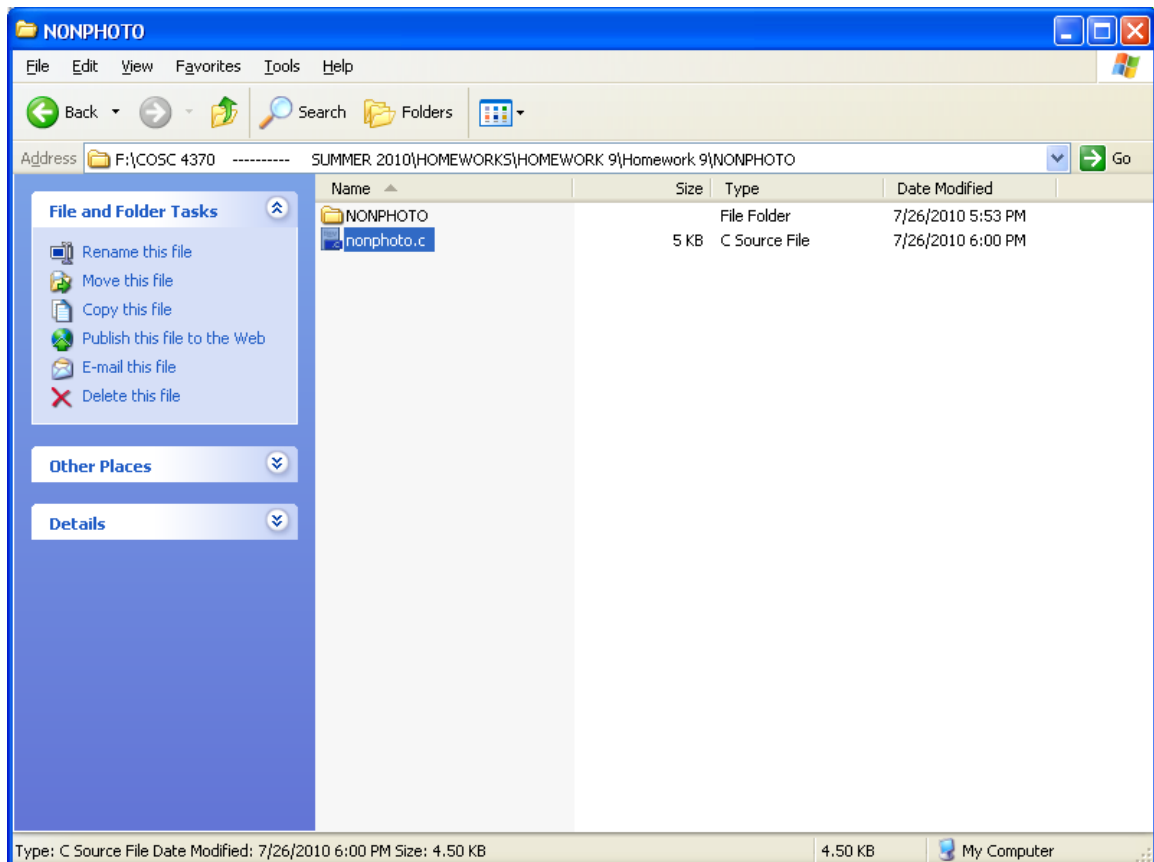 NONPHOTO
File Edit View Favorites Tools Help
Back Search Folders
Address F:\COSC 4370 ---------- SUMMER 2010\HOMEWORKS\HOMEWORK 9\Homework 9\NONPHOTO Go
Name Size Type Date Modified
File and Folder Tasks
NONPHOTO File Folder 7/26/2010 5:53 PM
nonphoto.c 5 KB C Source File 7/26/2010 6:00 PM
Rename this file
Move this file
Copy this file
Publish this file to the Web
E-mail this file
Delete this file
Other Places
Details
Type: C Source File Date Modified: 7/26/2010 6:00 PM Size: 4.50 KB 4.50 KB My Computer